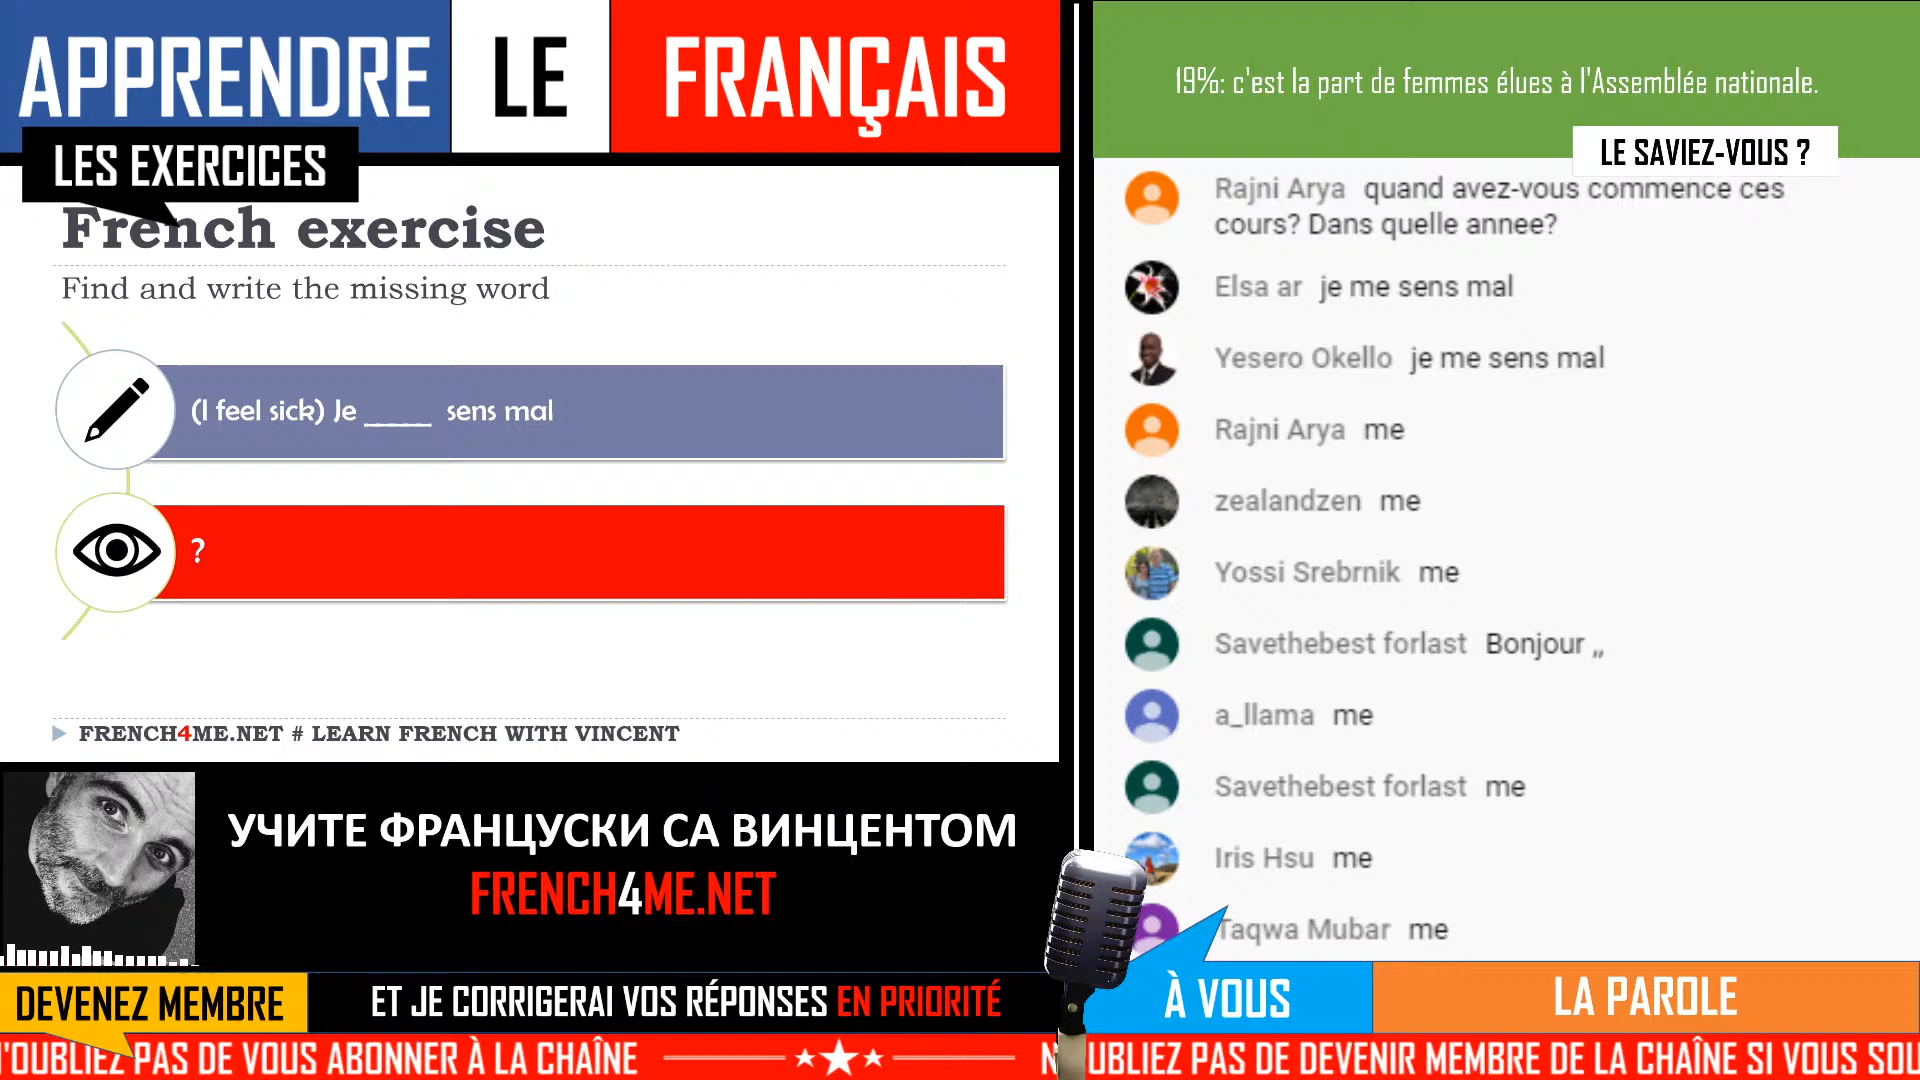 APPRENDRE LE FRANÇAIS
LES EXERCICES
French exercise
Find and write the missing word
(I feel sick) Je _____ sens mal
?
FRENCH4ME.NET # LEARN FRENCH WITH VINCENT
УЧИТЕ ФРАНЦУСКИ СА ВИНЦЕНТОМ
FRENCH4ME.NET
DEVENEZ MEMBRE
ET JE CORRIGERAI VOS RÉPONSES EN PRIORITÉ
19%: c'est la part de femmes élues à l'Assemblée nationale.
LE SAVIEZ-VOUS ?
Rajni Arya quand avez-vous commence ces
cours? Dans quelle annee?
Elsa ar je me sens mal
Yesero Okello je me sens mal
Rajni Arya me
zealandzen me
Yossi Srebrnik me
Savethebest forlast Bonjour ,,
a_llama me
Savethebest forlast me
Iris Hsu me
Taqwa Mubar me
À VOUS LA PAROLE
N'OUBLIEZ PAS DE VOUS ABONNER À LA CHAÎNE
N'OUBLIEZ PAS DE DEVENIR MEMBRE DE LA CHAÎNE SI VOUS SOU